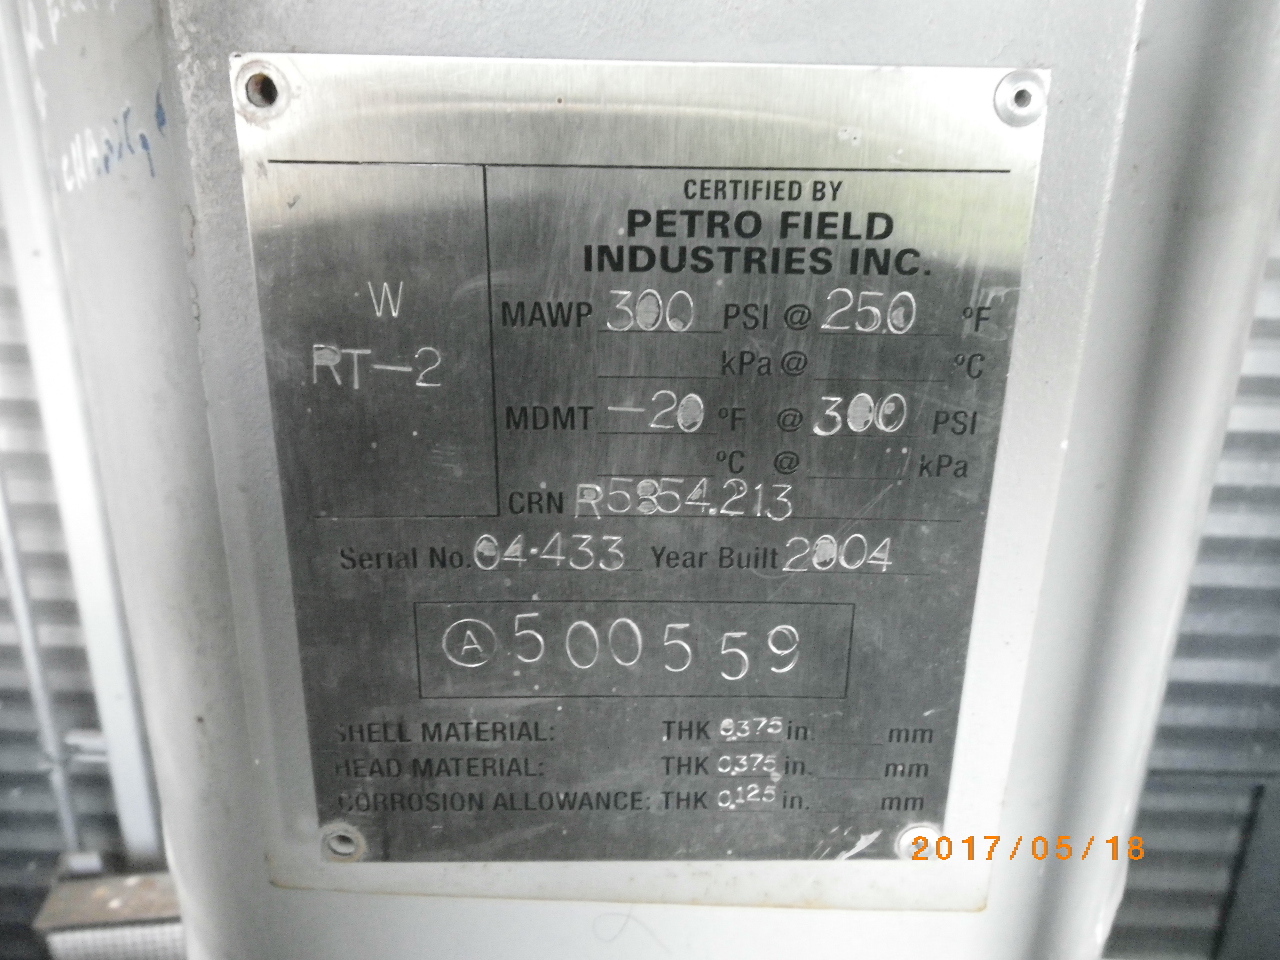 CERTIFIED BY
PETRO FIELD
INDUSTRIES INC.
W
RT-2
MAWP 300 PSI @ 250 °F
kPa @ °C
MDMT -20 °F @ 300 PSI
°C @ kPa
CRN R5854.213
Serial No. 04-433 Year Built 2004
A 500559
SHELL MATERIAL: THK 0.375 in. mm
HEAD MATERIAL: THK 0.375 in. mm
CORROSION ALLOWANCE: THK 0.125 in. mm
2017/05/18